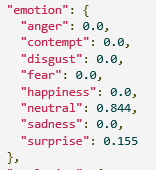 "emotion": {
"anger": 0.0,
"contempt": 0.0,
"disgust": 0.0,
"fear": 0.0,
"happiness": 0.0,
"neutral": 0.844,
"sadness": 0.0,
"surprise": 0.155
},